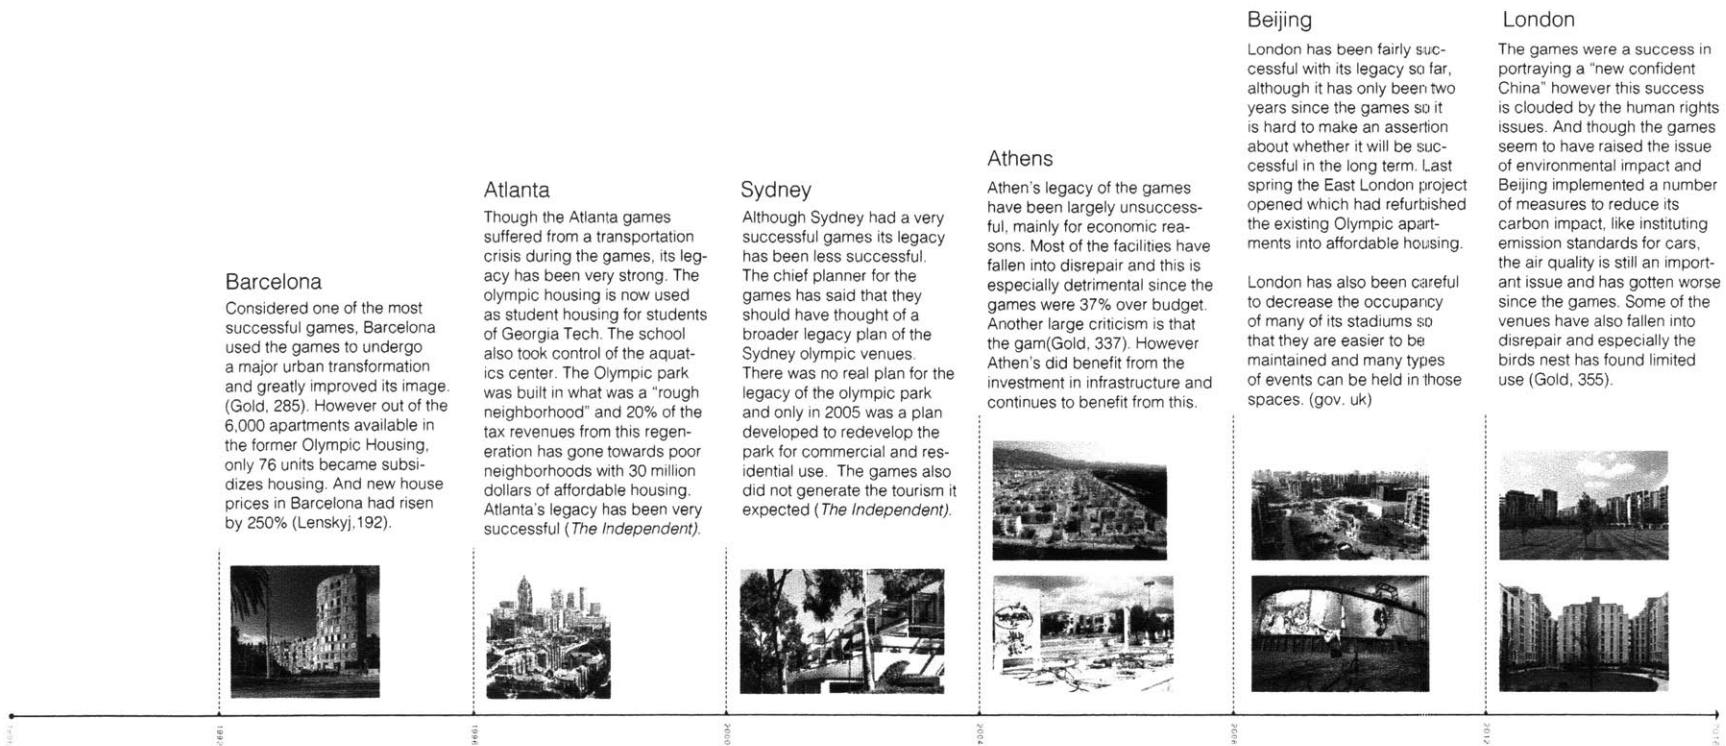 Barcelona
Considered one of the most
successful games, Barcelona
used the games to undergo
a major urban transformation
and greatly improved its image.
(Gold, 285). However out of the
6,000 apartments available in
the former Olympic Housing,
only 76 units became subsi-
dizes housing. And new house
prices in Barcelona had risen
by 250% (Lenskyj,192).
Atlanta
Though the Atlanta games
suffered from a transportation
crisis during the games, its leg-
acy has been very strong. The
olympic housing is now used
as student housing for students
of Georgia Tech. The school
also took control of the aquat-
ics center. The Olympic park
was built in what was a "rough
neighborhood" and 20% of the
tax revenues from this regen-
eration has gone towards poor
neighborhoods with 30 million
dollars of affordable housing.
Atlanta's legacy has been very
successful (The Independent).
Sydney
Although Sydney had a very
successful games its legacy
has been less successful.
The chief planner for the
games has said that they
should have thought of a
broader legacy plan of the
Sydney olympic venues.
There was no real plan for the
legacy of the olympic park
and only in 2005 was a plan
developed to redevelop the
park for commercial and res-
idential use. The games also
did not generate the tourism it
expected (The Independent).
Athens
Athen's legacy of the games
have been largely unsuccess-
ful, mainly for economic rea-
sons. Most of the facilities have
fallen into disrepair and this is
especially detrimental since the
games were 37% over budget.
Another large criticism is that
the gam(Gold, 337). However
Athen's did benefit from the
investment in infrastructure and
continues to benefit from this.
Beijing
London has been fairly suc-
cessful with its legacy so far,
although it has only been two
years since the games so it
is hard to make an assertion
about whether it will be suc-
cessful in the long term. Last
spring the East London project
opened which had refurbished
the existing Olympic apart-
ments into affordable housing.
London has also been careful
to decrease the occupancy
of many of its stadiums so
that they are easier to be
maintained and many types
of events can be held in those
spaces. (gov. uk)
London
The games were a success in
portraying a "new confident
China" however this success
is clouded by the human rights
issues. And though the games
seem to have raised the issue
of environmental impact and
Beijing implemented a number
of measures to reduce its
carbon impact, like instituting
emission standards for cars,
the air quality is still an import-
ant issue and has gotten worse
since the games. Some of the
venues have also fallen into
disrepair and especially the
birds nest has found limited
use (Gold, 355).
1992
1996
2000
2004
2008
2012
2016